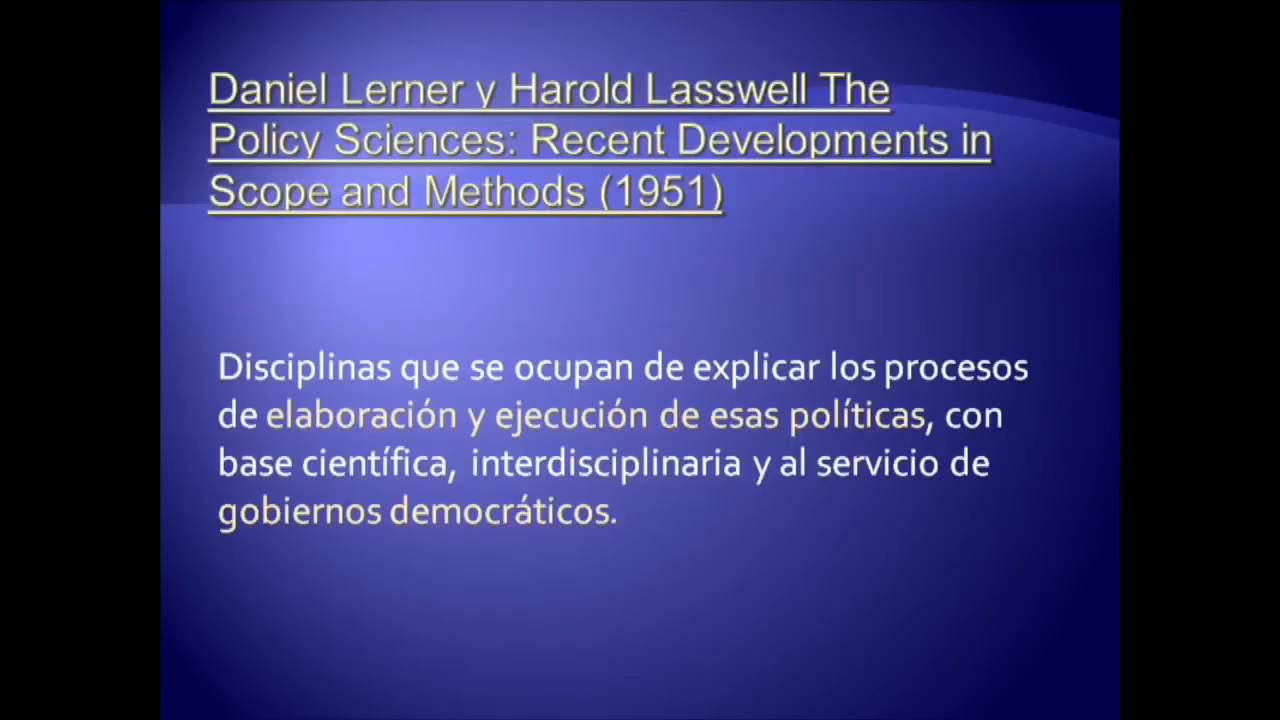 Daniel Lerner y Harold Lasswell The
Policy Sciences: Recent Developments in
Scope and Methods (1951)
Disciplinas que se ocupan de explicar los procesos
de elaboración y ejecución de esas políticas, con
base científica, interdisciplinaria y al servicio de
gobiernos democráticos.